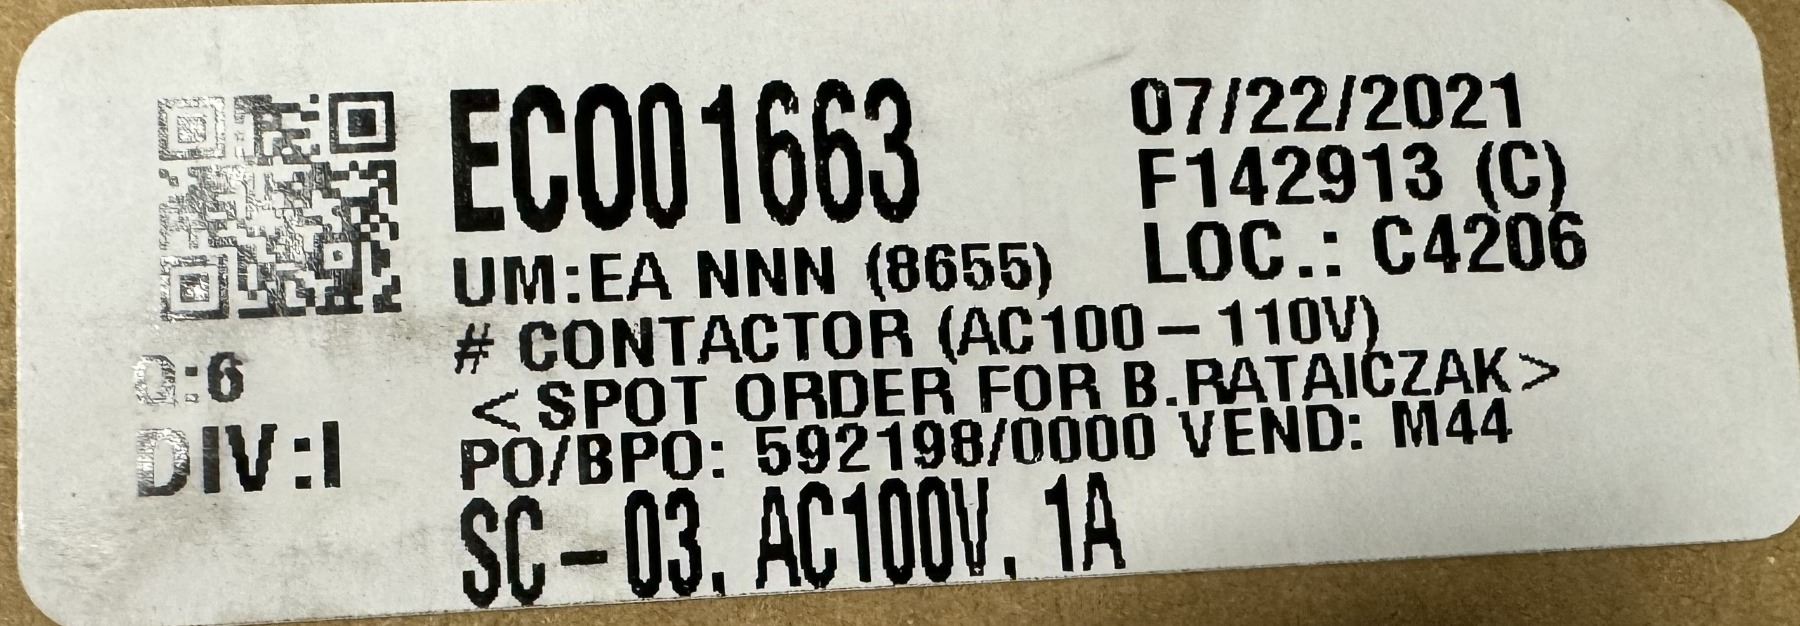 ECO01663
07/22/2021
F142913 (C)
LOC.: C4206
UM:EA NNN (8655)
# CONTACTOR (AC100-110V)
<SPOT ORDER FOR B.RATAICZAK>
PO/BPO: 592198/0000 VEND: M44
SC-03, AC100V, 1A
Q:6
DIV:I